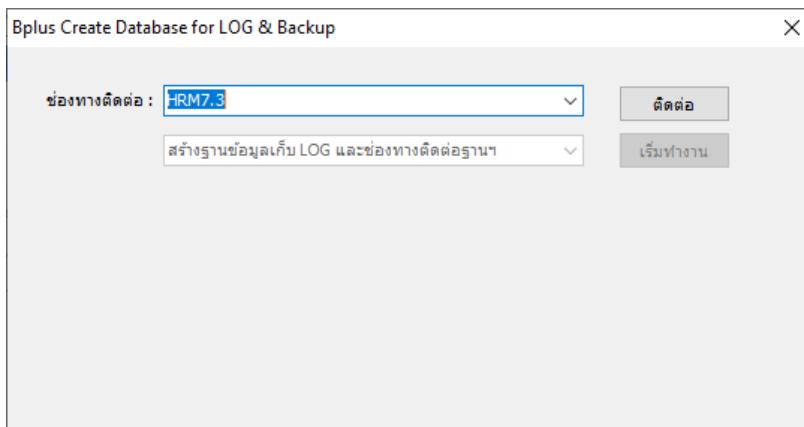 Bplus Create Database for LOG & Backup
ช่องทางติดต่อ : HRM7.3 ติดต่อ
สร้างฐานข้อมูลเก็บ LOG และช่องทางติดต่อฐานฯ เริ่มทำงาน